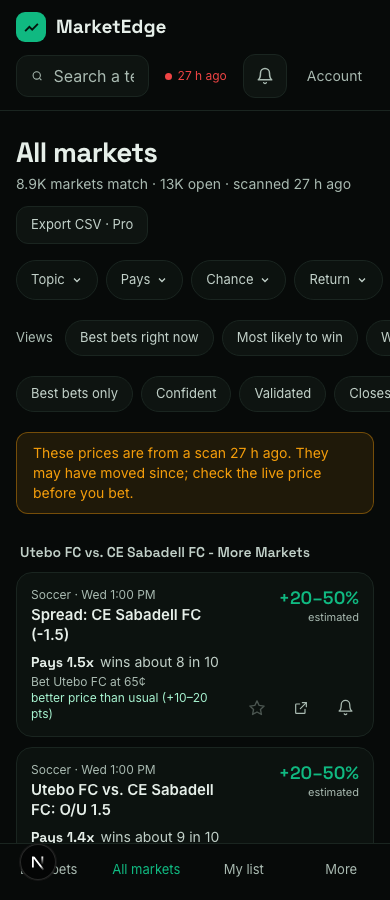 MarketEdge
Search a te
27 h ago
Account
All markets
8.9K markets match · 13K open · scanned 27 h ago
Export CSV · Pro
Topic
Pays
Chance
Return
Views
Best bets right now
Most likely to win
Best bets only
Confident
Validated
Closes
These prices are from a scan 27 h ago. They
may have moved since; check the live price
before you bet.
Utebo FC vs. CE Sabadell FC - More Markets
Soccer · Wed 1:00 PM
+20–50%
estimated
Spread: CE Sabadell FC
(-1.5)
Pays 1.5x wins about 8 in 10
Bet Utebo FC at 65¢
better price than usual (+10–20
pts)
Soccer · Wed 1:00 PM
+20–50%
estimated
Utebo FC vs. CE Sabadell
FC: O/U 1.5
Pays 1.4x wins about 9 in 10
N
bets
All markets
My list
More